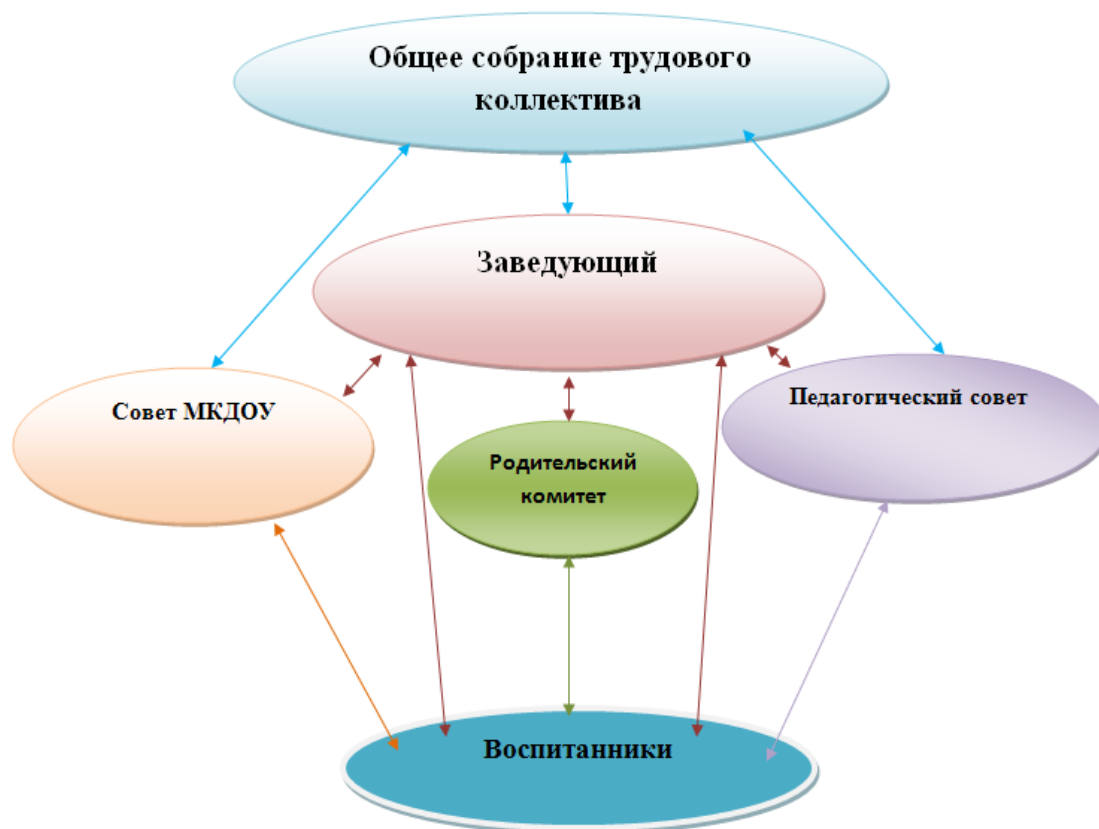 Общее собрание трудового
коллектива
Заведующий
Совет МКДОУ
Педагогический совет
Родительский
комитет
Воспитанники